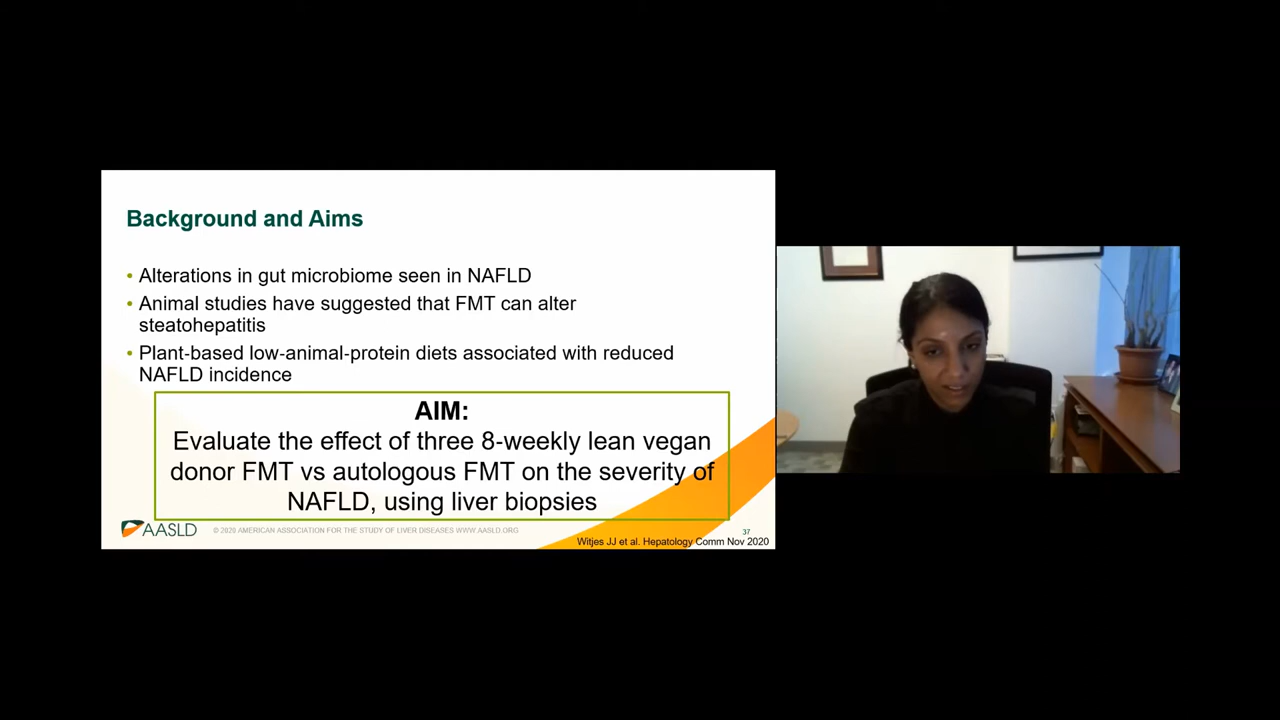 Background and Aims
• Alterations in gut microbiome seen in NAFLD
• Animal studies have suggested that FMT can alter
steatohepatitis
• Plant-based low-animal-protein diets associated with reduced
NAFLD incidence
AIM:
Evaluate the effect of three 8-weekly lean vegan
donor FMT vs autologous FMT on the severity of
NAFLD, using liver biopsies
AASLD
© 2020 AMERICAN ASSOCIATION FOR THE STUDY OF LIVER DISEASES WWW.AASLD.ORG
37
Witjes JJ et al. Hepatology Comm Nov 2020